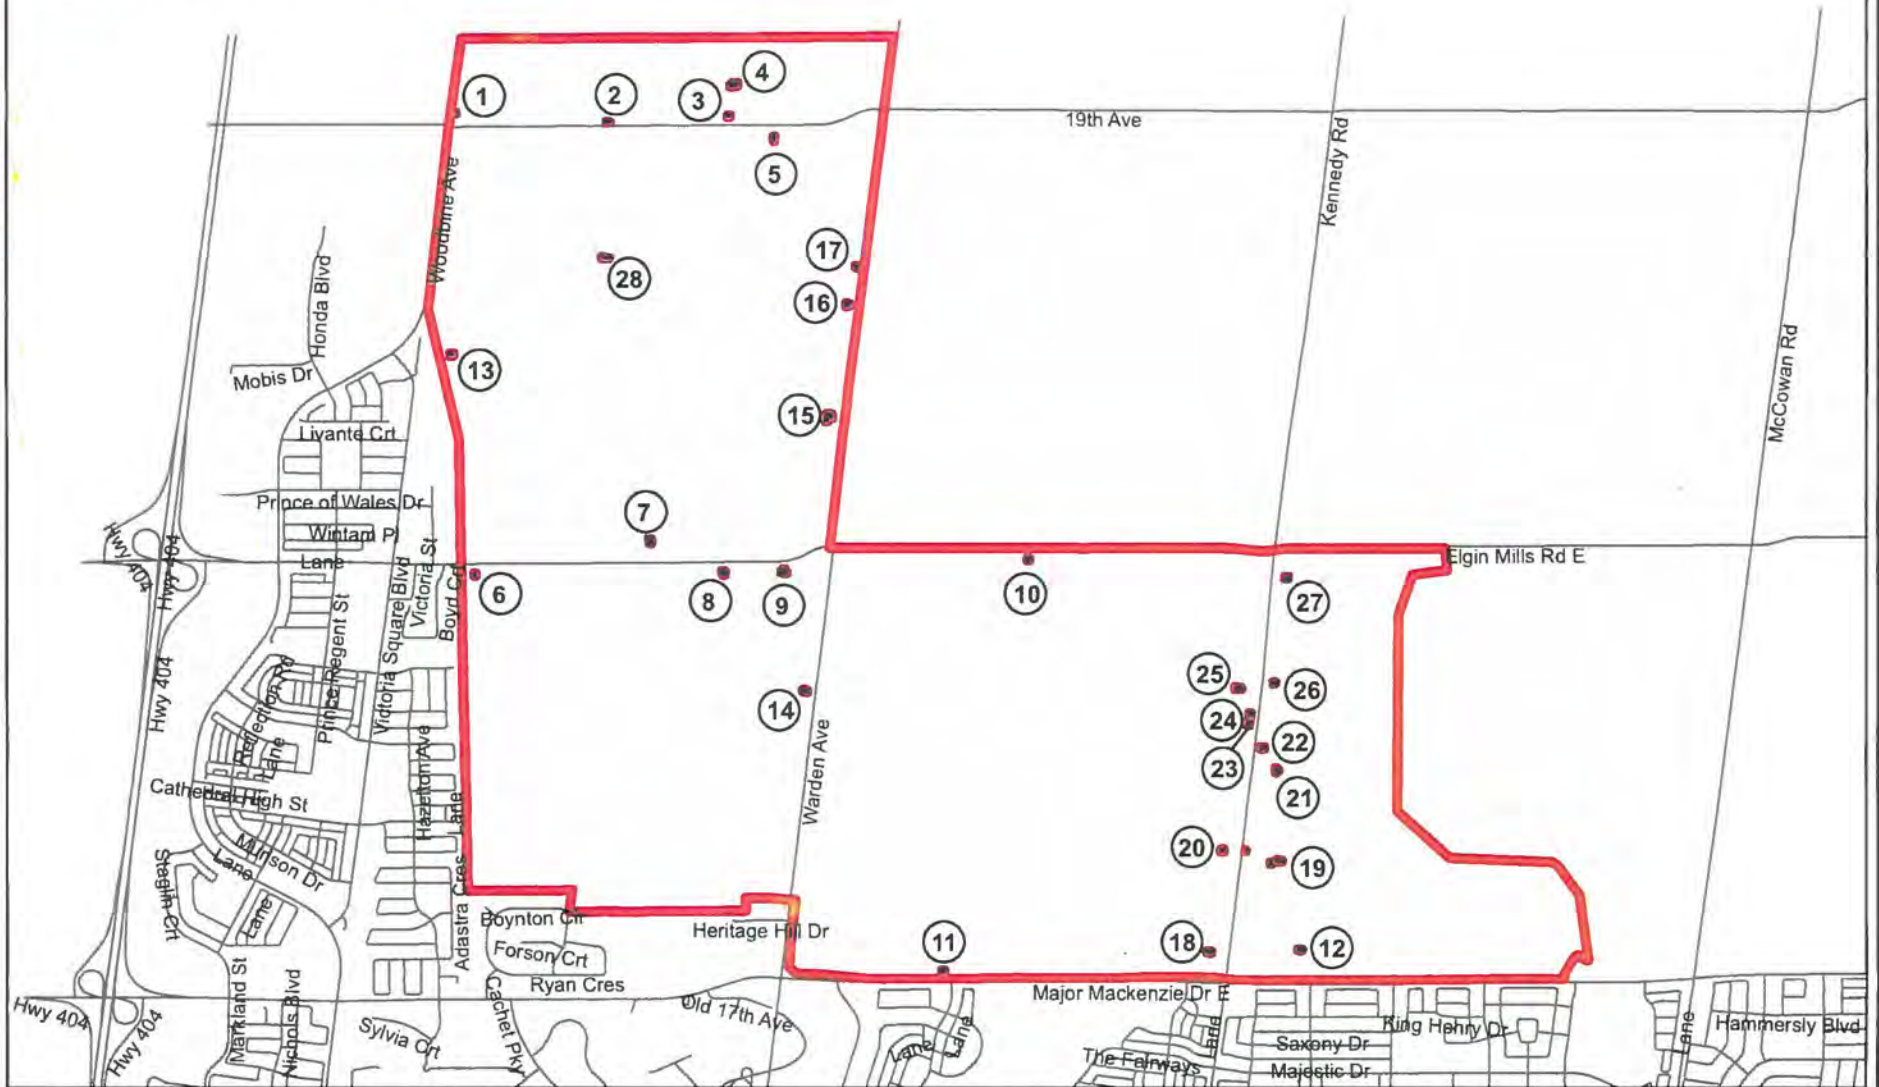 4
1
2
3
19th Ave
5
Kennedy Rd
Woodbine Ave
17
28
16
Honda Blvd
13
Mobis Dr
McCowan Rd
15
Livante Crt
Prince of Wales Dr
7
Wintam Pl
Hwy 404
Hwy 404
Lane
Elgin Mills Rd E
Victoria St
Boyd Crt
6
8
9
10
27
Prince Regent St
Victoria Square Blvd
Hwy 404
Reflection Rd
Lane
25
26
14
24
22
23
21
Warden Ave
Hazelton Ave
Lane
Cathedral High St
Munson Dr
Lane
Staglin Crt
20
19
Adastra Cres
Lane
Boynton Cir
Heritage Hill Dr
11
18
12
Forson Crt
Ryan Cres
Markland St
Nichols Blvd
Cachet Pky
Old 17th Ave
Major Mackenzie Dr E
Hwy 404
Hwy 404
Sylvia Crt
Lane
Lane
Lane
King Henry Dr
Lane
Hammersly Blvd
Saxony Dr
The Fairways
Majestic Dr